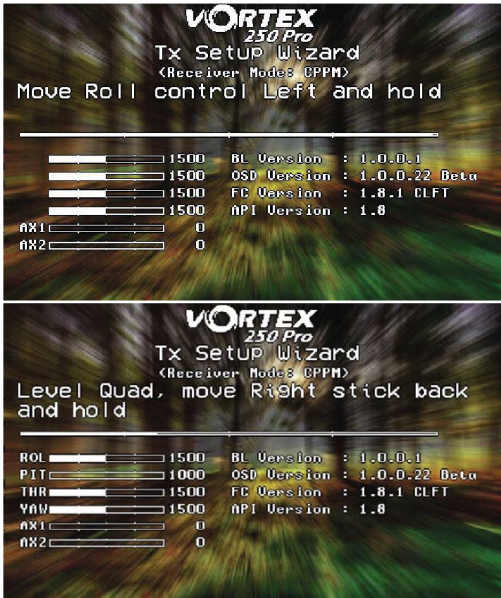 VORTEX
250 Pro
Tx Setup Wizard
(Receiver Mode: CPPM)
Move Roll control Left and hold
1500 BL Version : 1.0.0.1
1500 OSD Version : 1.0.0.22 Beta
1500 FC Version : 1.8.1 CLFT
1500 API Version : 1.8
AX1 0
AX2 0
VORTEX
250 Pro
Tx Setup Wizard
(Receiver Mode: CPPM)
Level Quad, move Right stick back
and hold
ROL 1500 BL Version : 1.0.0.1
PIT 1000 OSD Version : 1.0.0.22 Beta
THR 1500 FC Version : 1.8.1 CLFT
YAW 1500 API Version : 1.8
AX1 0
AX2 0